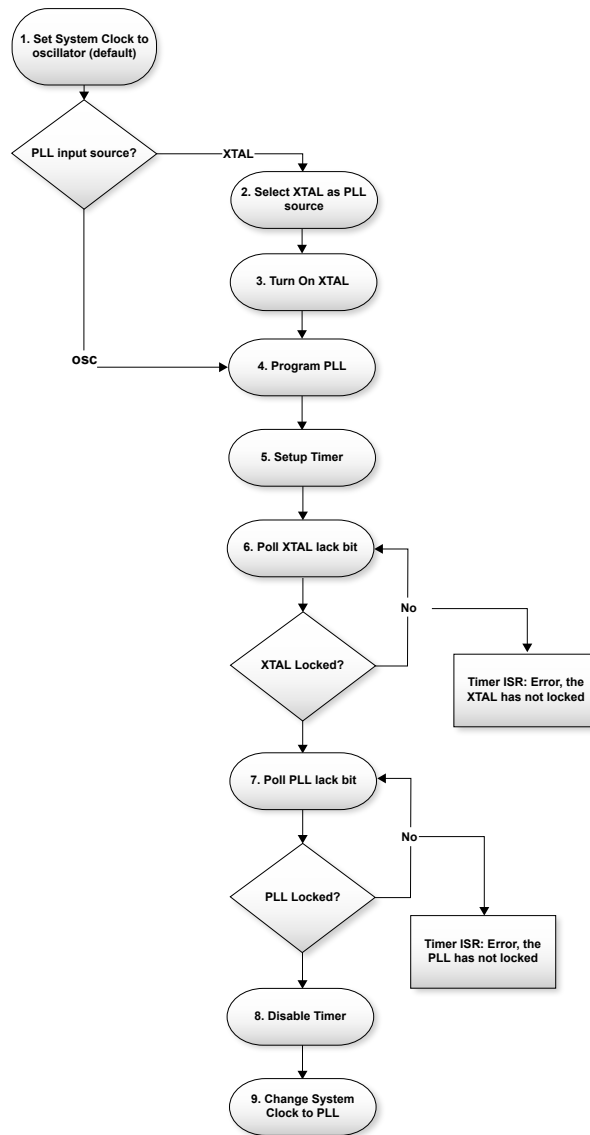 1. Set System Clock to
oscillator (default)
PLL input source?
XTAL
2. Select XTAL as PLL
source
3. Turn On XTAL
osc
4. Program PLL
5. Setup Timer
6. Poll XTAL lack bit
No
XTAL Locked?
Timer ISR: Error, the
XTAL has not locked
7. Poll PLL lack bit
No
PLL Locked?
Timer ISR: Error, the
PLL has not locked
8. Disable Timer
9. Change System
Clock to PLL